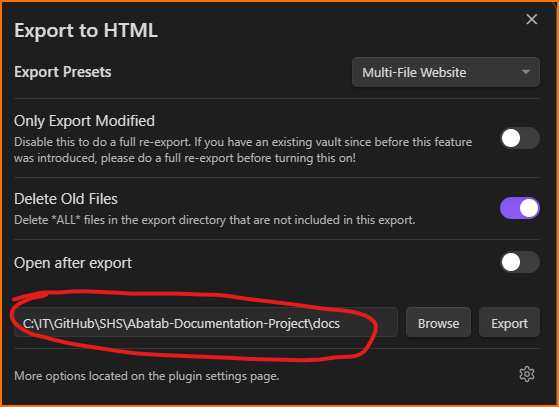 Export to HTML
Export Presets
Multi-File Website
Only Export Modified
Disable this to do a full re-export. If you have an existing vault since before this feature
was introduced, please do a full re-export before turning this on!
Delete Old Files
Delete *ALL* files in the export directory that are not included in this export.
Open after export
C:\IT\GitHub\SHS\Abatab-Documentation-Project\docs
Browse
Export
More options located on the plugin settings page.